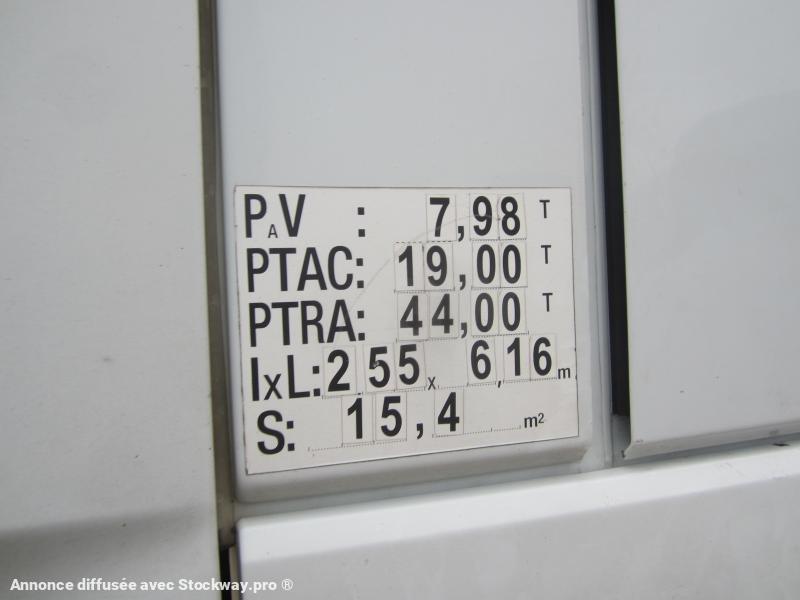 PAV : 7,98 T
PTAC: 19,00 T
PTRA: 44,00 T
IxL: 2.55 x 6,16 m
S: 15,4 m²
Annonce diffusée avec Stockway.pro ®